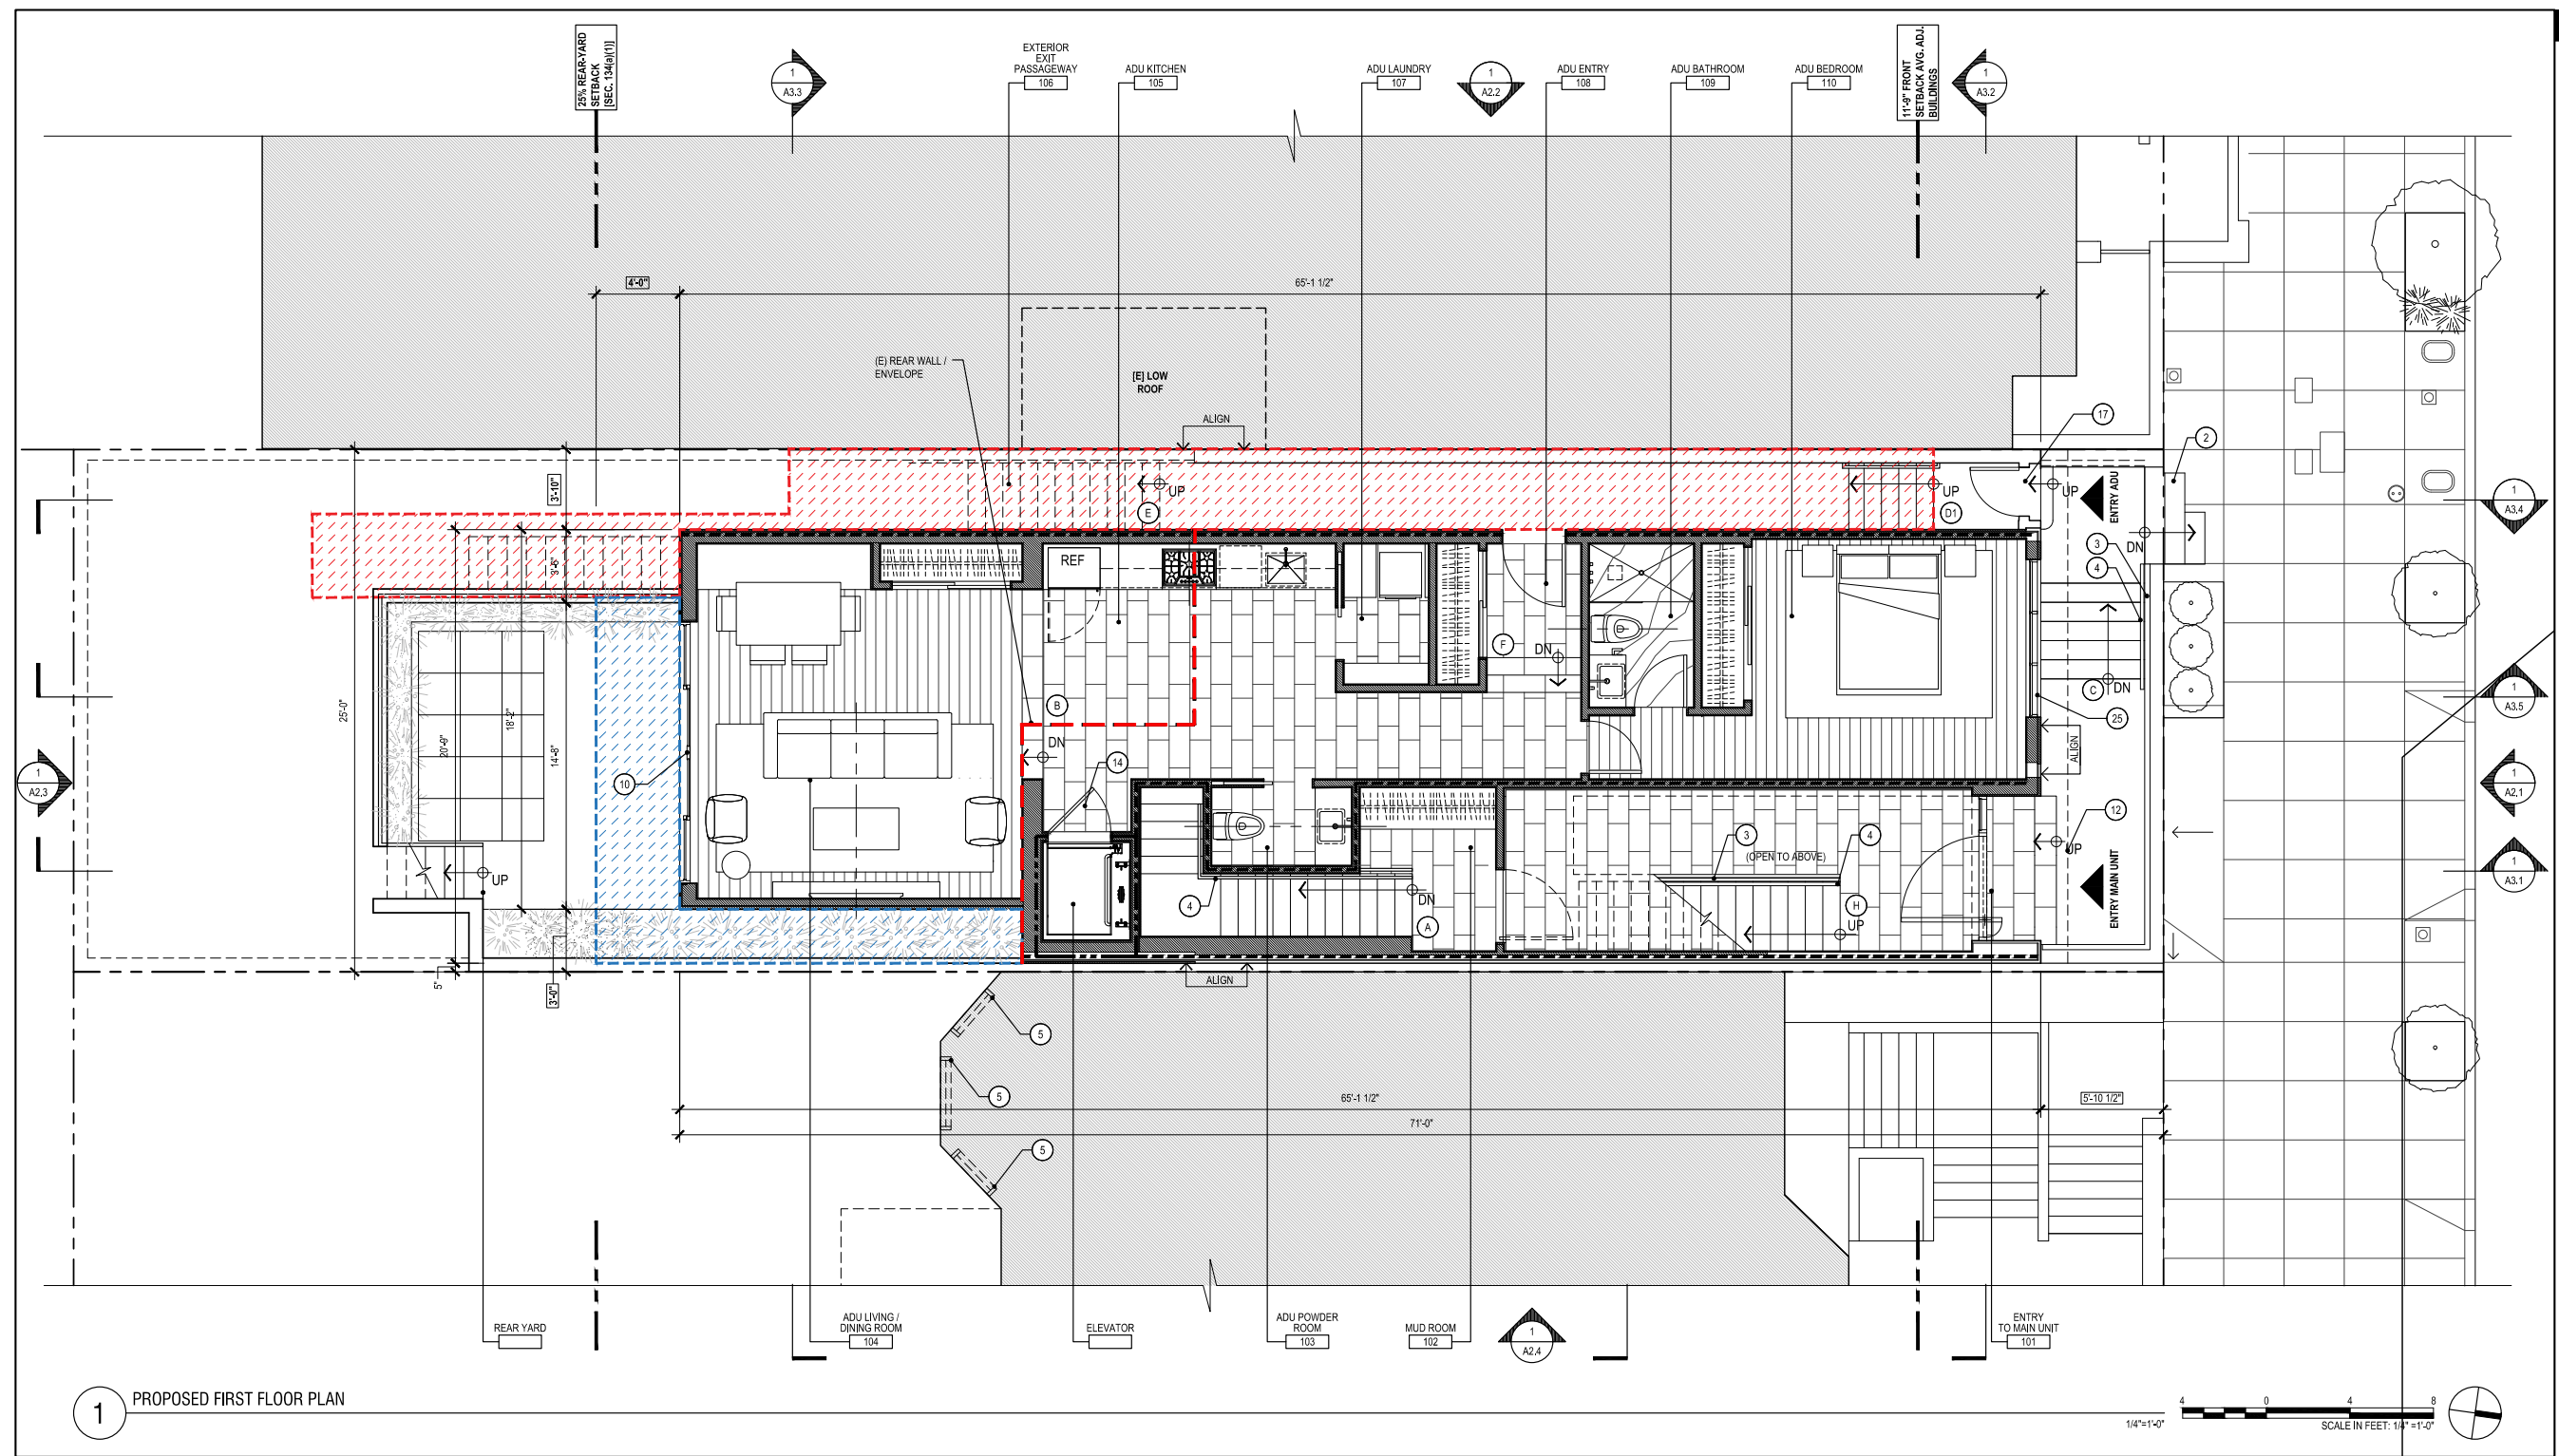 25% REAR-YARD
SETBACK
[SEC. 134(a)(1)]
1
A3.3
EXTERIOR
EXIT
PASSAGEWAY
106
ADU KITCHEN
105
ADU LAUNDRY
107
1
A2.2
ADU ENTRY
108
ADU BATHROOM
109
ADU BEDROOM
110
11'-9" FRONT
SETBACK AVG. ADJ.
BUILDINGS
1
A3.2
4'-0"
65'-1 1/2"
(E) REAR WALL /
ENVELOPE
[E] LOW
ROOF
ALIGN
17
2
3'-10"
UP
E
UP
D1
UP
ENTRY ADU
1
A3.4
DN
3
4
3'-6"
REF
F
DN
C
DN
1
A3.5
25
B
25'-0"
20'-9"
18'-2"
14'-8"
10
DN
14
ALIGN
1
A2.3
1
A2.1
12
3
(OPEN TO ABOVE)
4
UP
1
A3.1
UP
4
DN
A
H
UP
ENTRY MAIN UNIT
5"
3'-0"
ALIGN
5
5
5
65'-1 1/2"
5'-10 1/2"
71'-0"
REAR YARD
ADU LIVING /
DINING ROOM
104
ELEVATOR
ADU POWDER
ROOM
103
MUD ROOM
102
1
A2.4
ENTRY
TO MAIN UNIT
101
1
PROPOSED FIRST FLOOR PLAN
1/4"=1'-0"
4 0 4 8
SCALE IN FEET: 1/4" =1'-0"